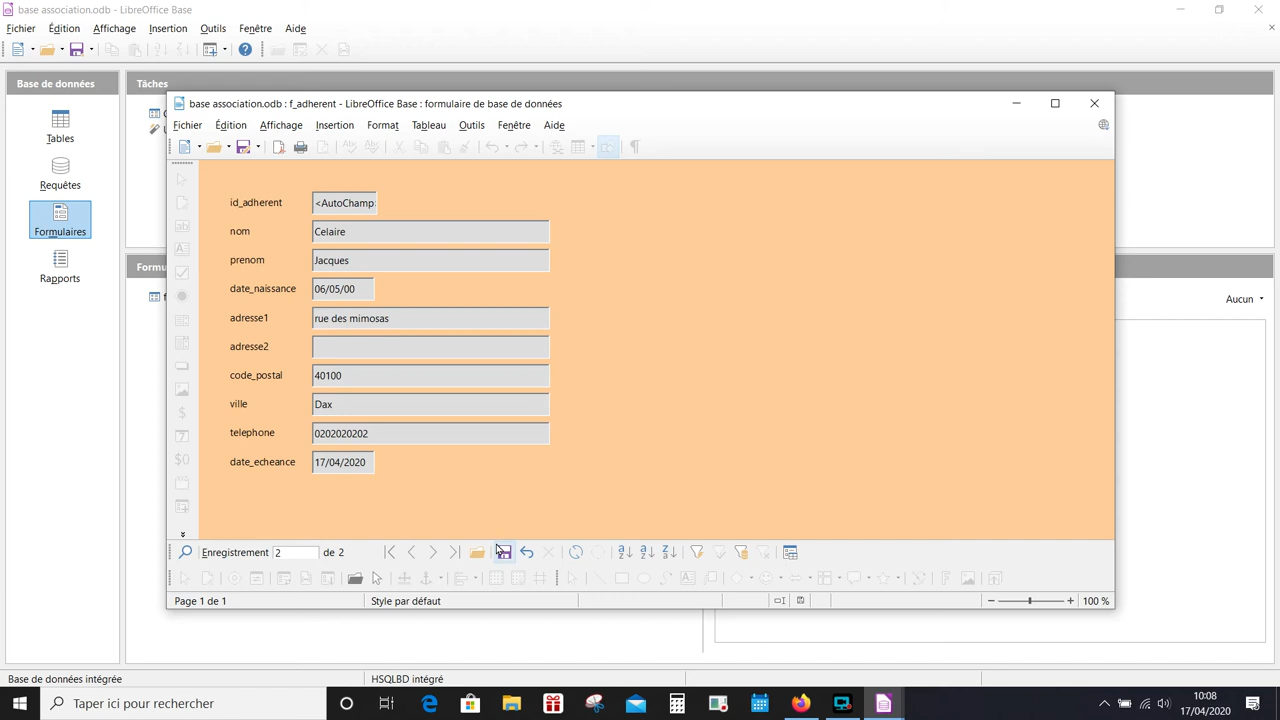 base association.odb - LibreOffice Base
Fichier Édition Affichage Insertion Outils Fenêtre Aide
Base de données
Tâches
Tables
Requêtes
Formulaires
Rapports
Aucun
base association.odb : f_adherent - LibreOffice Base : formulaire de base de données
Fichier Édition Affichage Insertion Format Tableau Outils Fenêtre Aide
id_adherent <AutoChamp>
nom Celaire
prenom Jacques
date_naissance 06/05/00
adresse1 rue des mimosas
adresse2
code_postal 40100
ville Dax
telephone 0202020202
date_echeance 17/04/2020
Enregistrement 2 de 2
Page 1 de 1 Style par défaut 100 %
Base de données intégrée HSQLBD intégré
Taper ici pour rechercher
10:08
17/04/2020